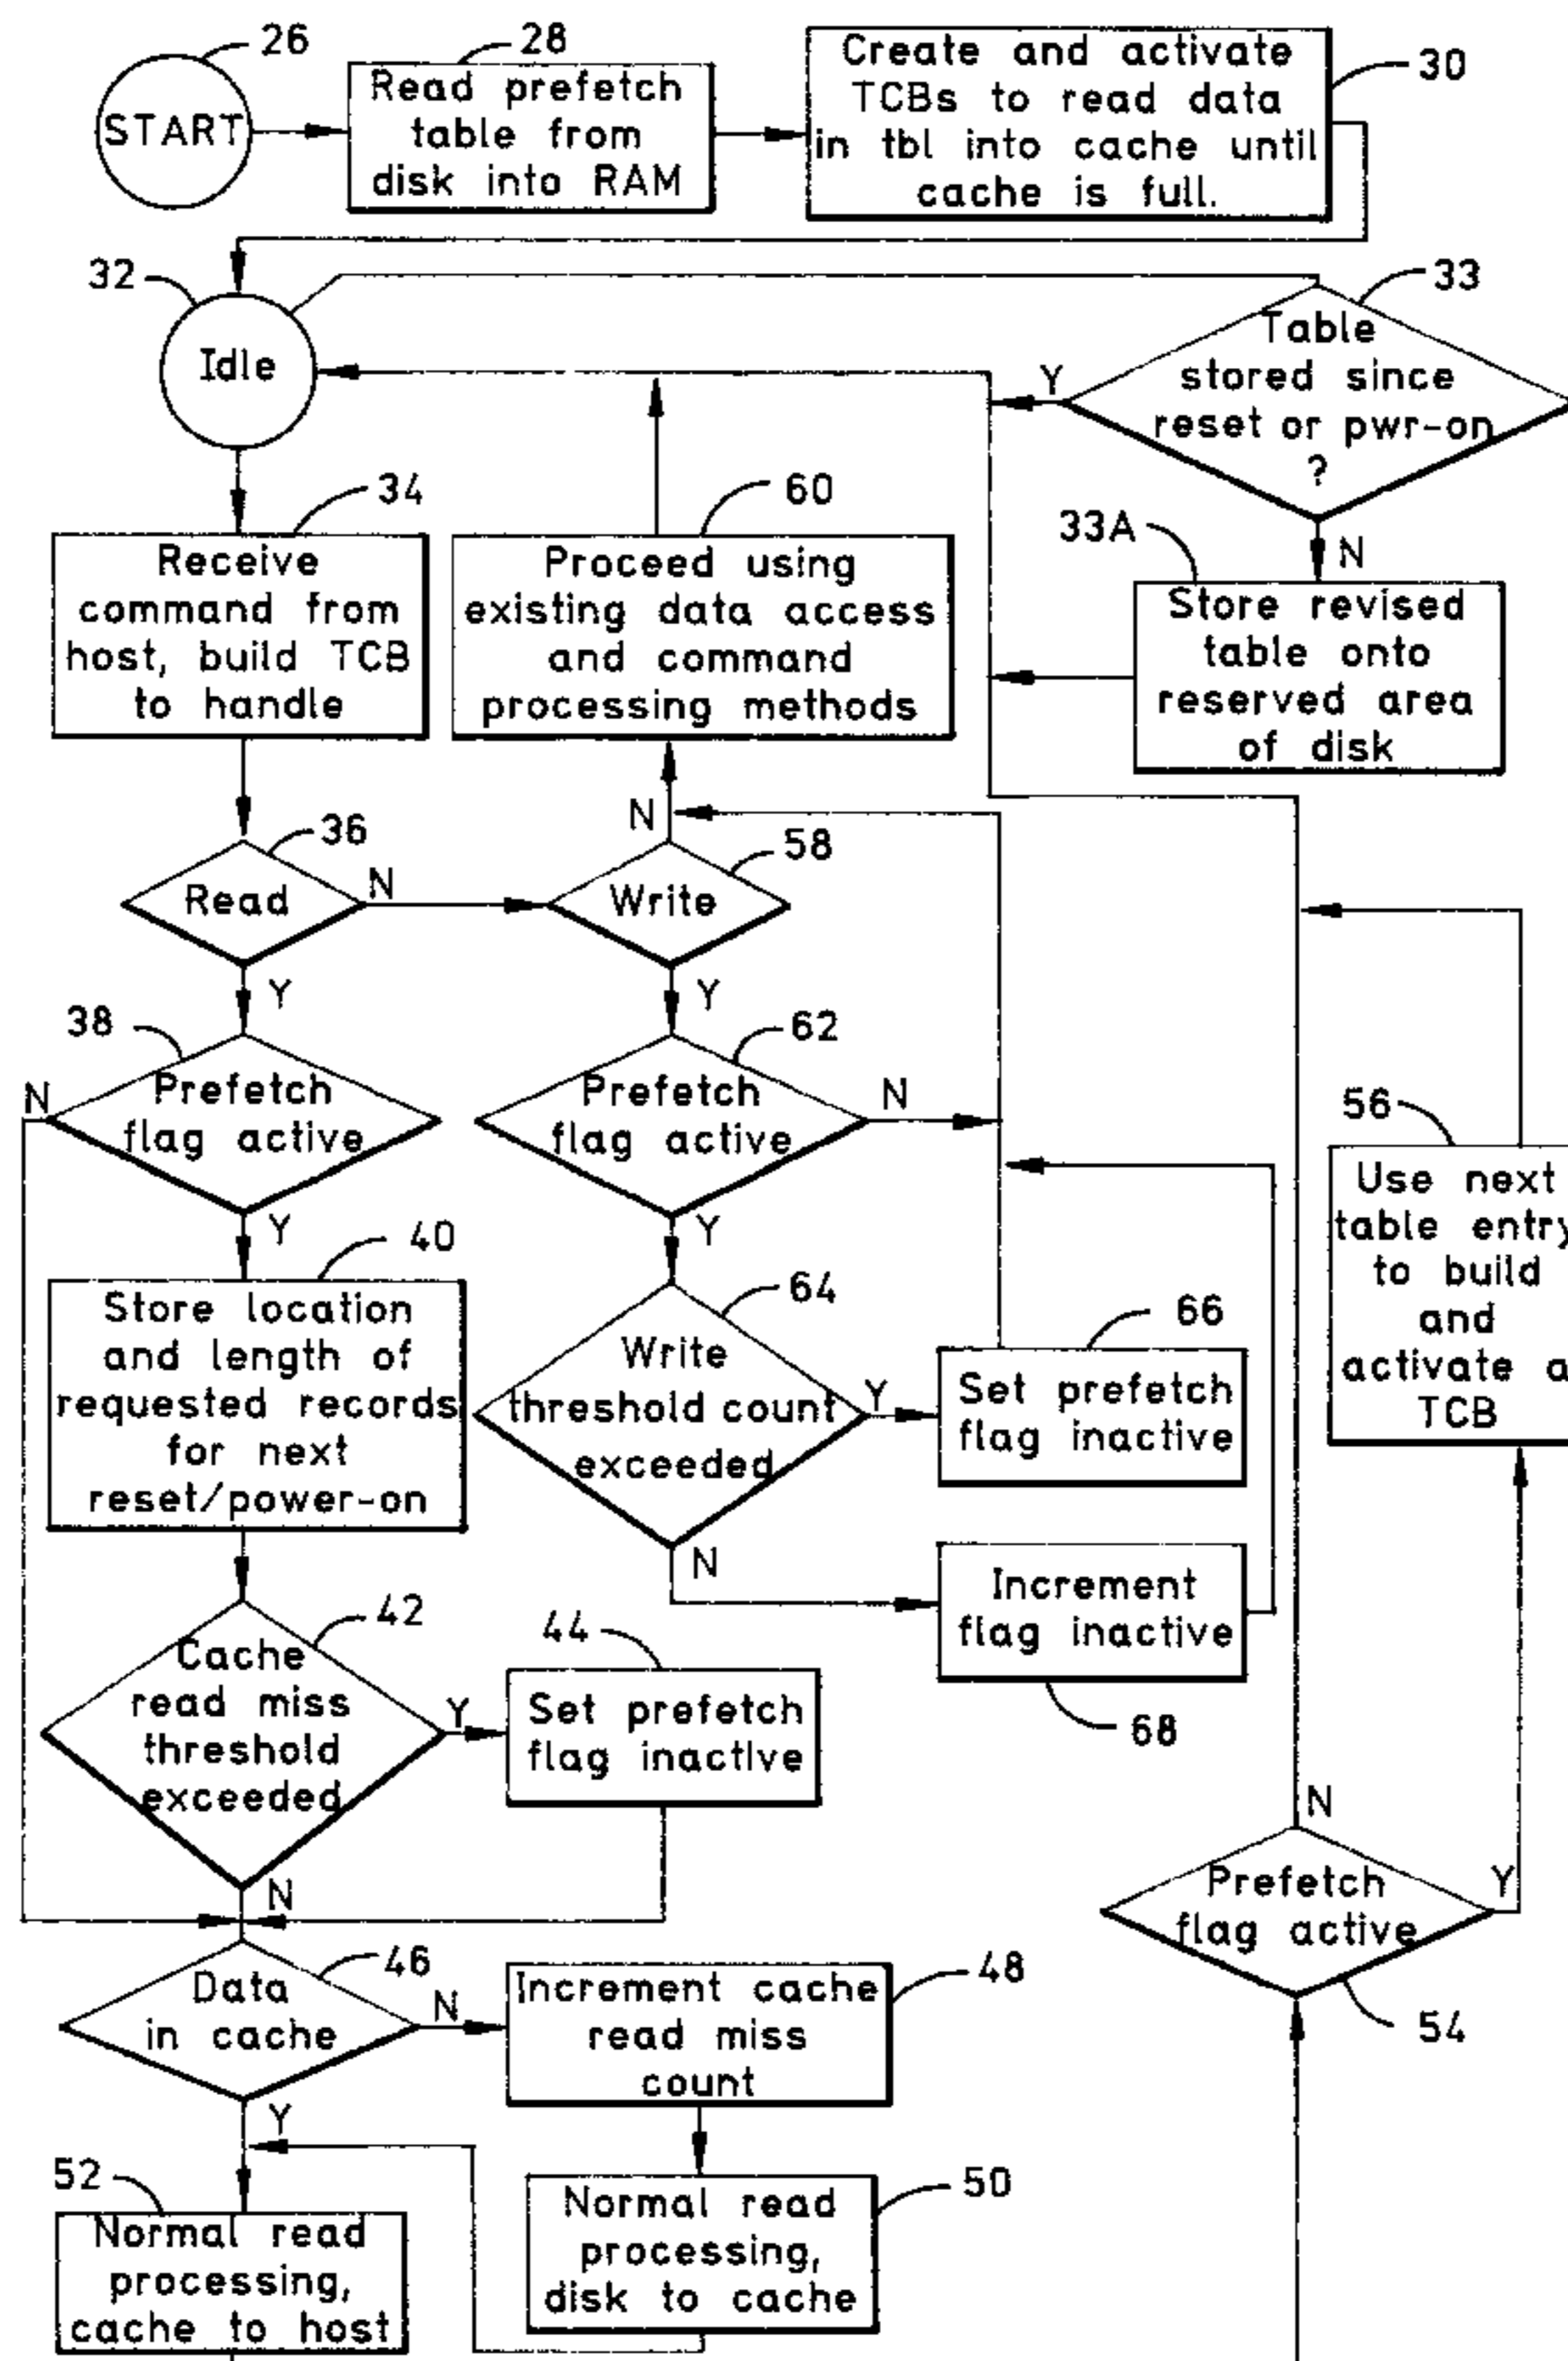 26
START
28
Read prefetch
table from
disk into RAM
30
Create and activate
TCBs to read data
in tbl into cache until
cache is full.
32
Idle
33
Table
stored since
reset or pwr-on
?
Y
N
33A
Store revised
table onto
reserved area
of disk
34
Receive
command from
host, build TCB
to handle
60
Proceed using
existing data access
and command
processing methods
36
Read
N
Y
58
Write
N
Y
38
Prefetch
flag active
N
Y
62
Prefetch
flag active
N
Y
40
Store location
and length of
requested records
for next
reset/power-on
64
Write
threshold count
exceeded
Y
N
66
Set prefetch
flag inactive
Increment
flag inactive
68
56
Use next
table entry
to build
and
activate a
TCB
42
Cache
read miss
threshold
exceeded
Y
N
44
Set prefetch
flag inactive
N
Prefetch
flag active
Y
54
46
Data
in cache
N
Y
48
Increment cache
read miss
count
50
Normal read
processing,
disk to cache
52
Normal read
processing,
cache to host